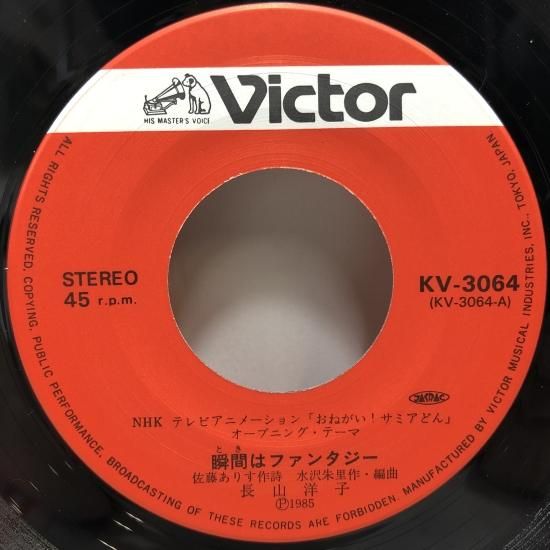 Victor
HIS MASTER'S VOICE
STEREO
45 r.p.m.
KV-3064
(KV-3064-A)
JASRAC
NHK テレビアニメーション「おねがい!サミアどん」
オープニング・テーマ
とき
瞬間はファンタジー
佐藤ありす作詩 水沢朱里作・編曲
長山洋子
Ⓟ1985
ALL RIGHTS RESERVED, COPYING, PUBLIC PERFORMANCE, BROADCASTING OF THESE RECORDS ARE FORBIDDEN. MANUFACTURED BY VICTOR MUSICAL INDUSTRIES, INC., TOKYO, JAPAN